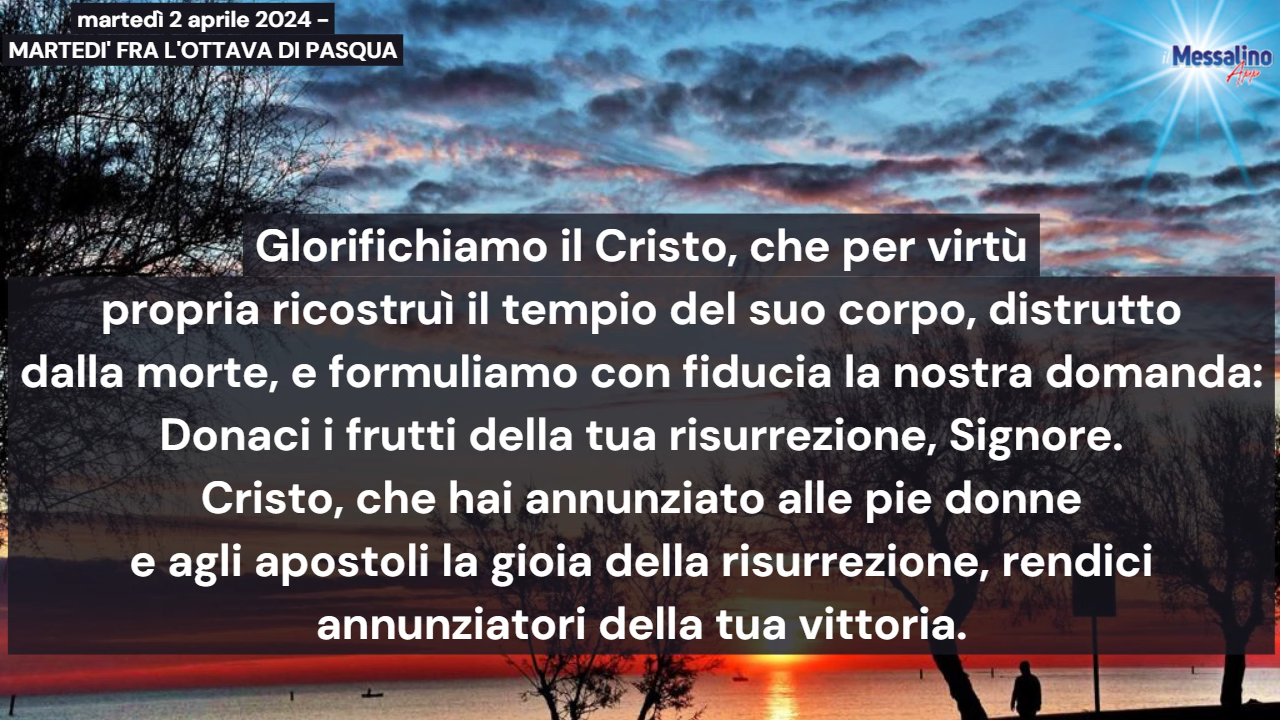 martedì 2 aprile 2024 –
MARTEDI' FRA L'OTTAVA DI PASQUA
il Messalino
App
Glorifichiamo il Cristo, che per virtù
propria ricostruì il tempio del suo corpo, distrutto
dalla morte, e formuliamo con fiducia la nostra domanda:
Donaci i frutti della tua risurrezione, Signore.
Cristo, che hai annunziato alle pie donne
e agli apostoli la gioia della risurrezione, rendici
annunziatori della tua vittoria.